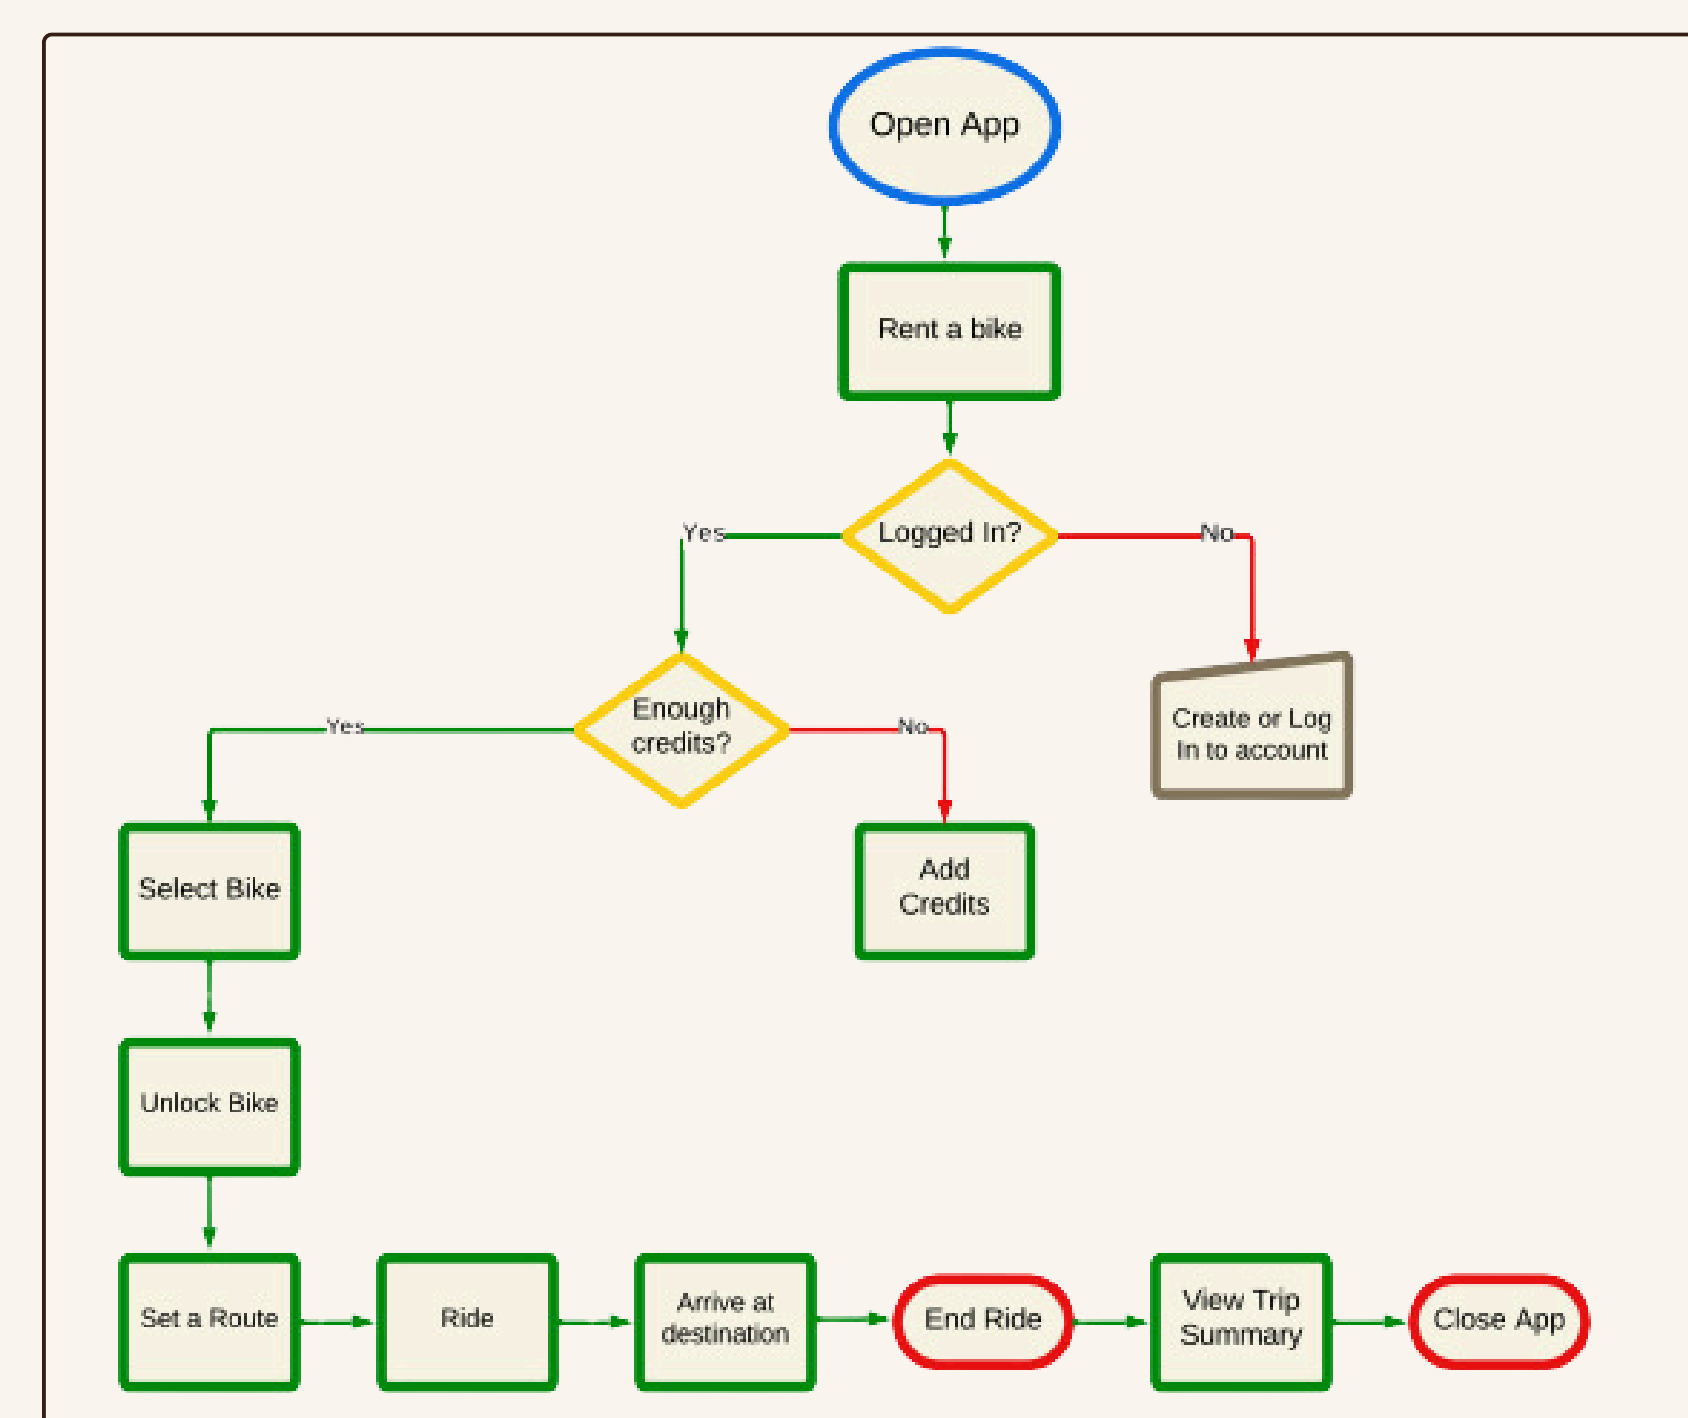 Open App
Rent a bike
Logged In?
Yes
No
Enough
credits?
Yes
No
Create or Log
In to account
Select Bike
Add
Credits
Unlock Bike
Set a Route
Ride
Arrive at
destination
End Ride
View Trip
Summary
Close App